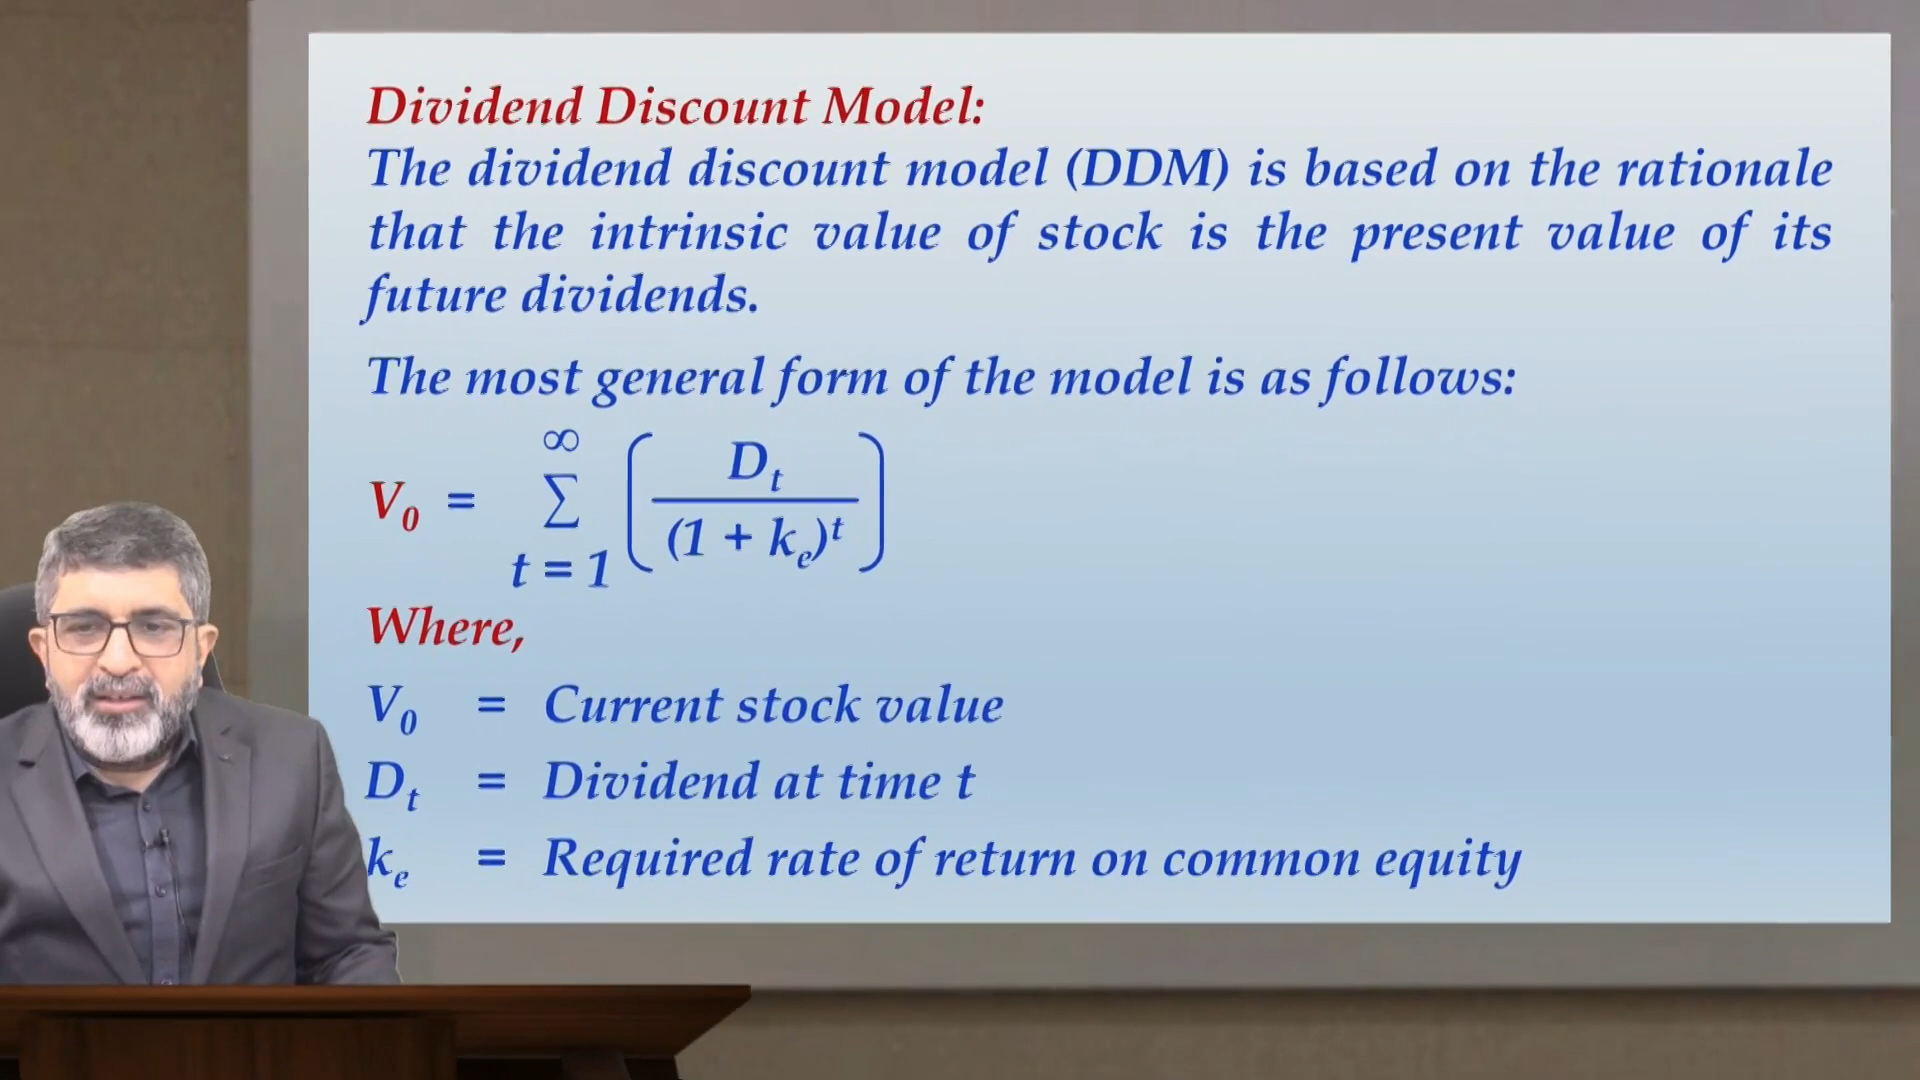 Dividend Discount Model:
The dividend discount model (DDM) is based on the rationale
that the intrinsic value of stock is the present value of its
future dividends.
The most general form of the model is as follows:
V₀ = ∞ Σ t = 1 ( Dₜ / (1 + kₑ)ᵗ )
Where,
V₀ = Current stock value
Dₜ = Dividend at time t
kₑ = Required rate of return on common equity